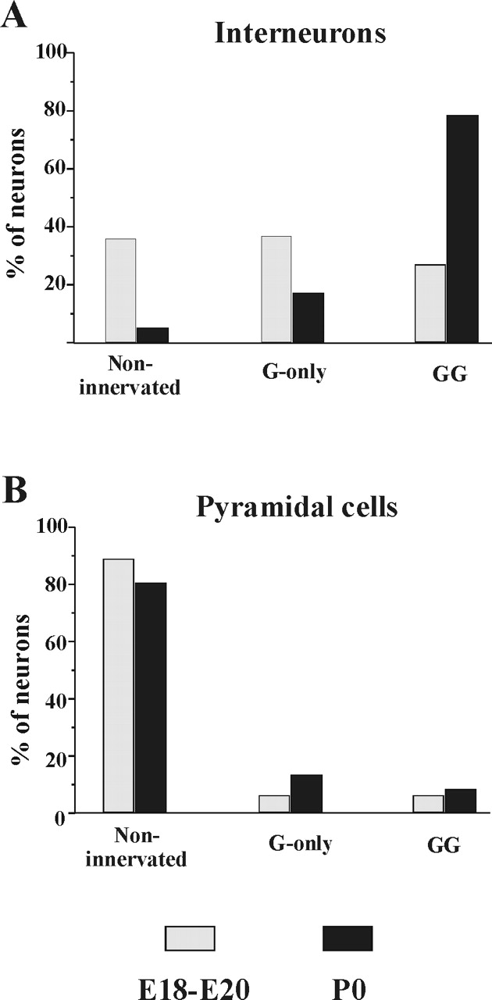 A
Interneurons
% of neurons
100
80
60
40
20
Non-
innervated
G-only
GG
B
Pyramidal cells
% of neurons
100
80
60
40
20
0
Non-
innervated
G-only
GG
E18-E20
P0